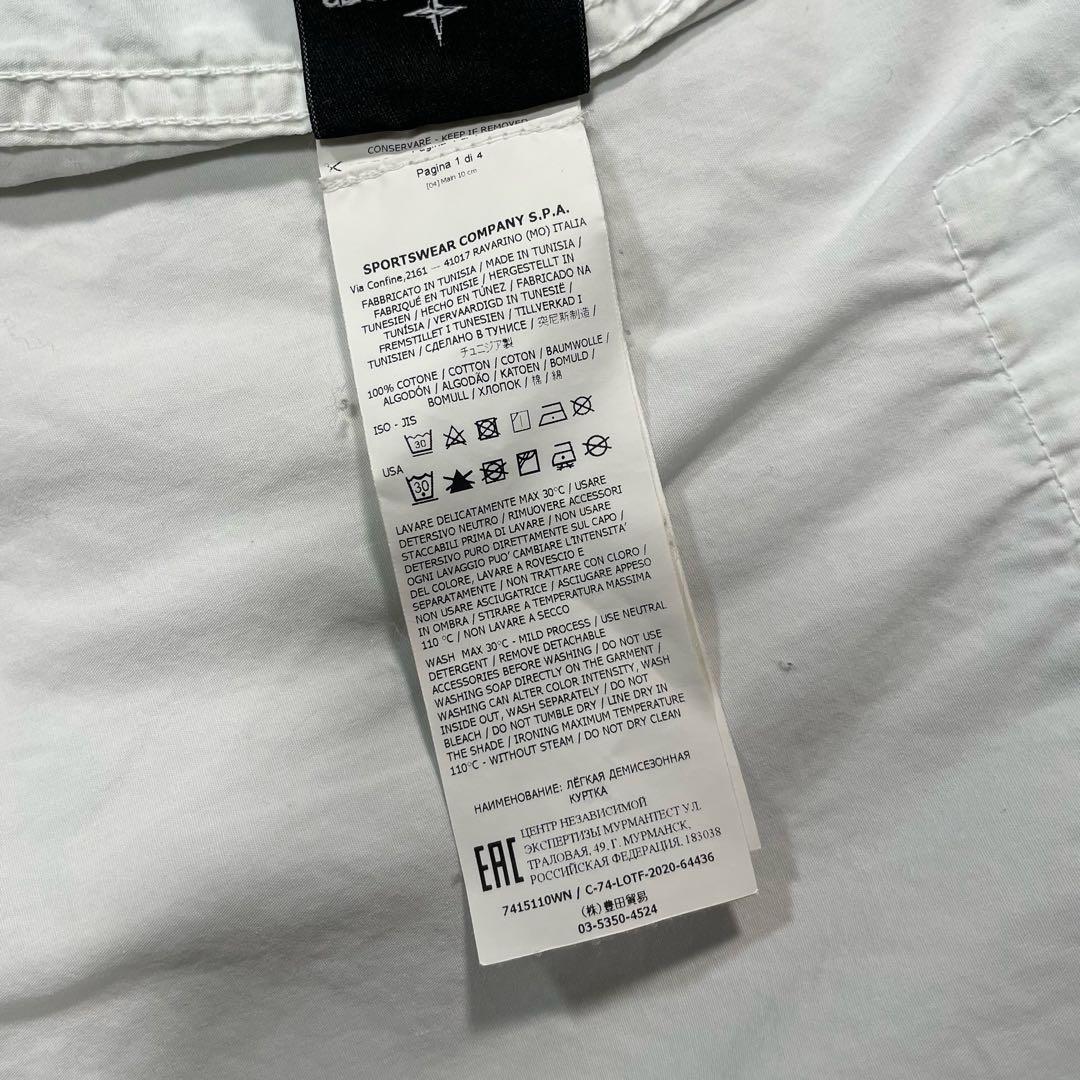 CONSERVARE - KEEP IF REMOVED
Pagina 1 di 4
[04] Main 10 cm
SPORTSWEAR COMPANY S.P.A.
Via Confine,2161 — 41017 RAVARINO (MO) ITALIA
FABBRICATO IN TUNISIA / MADE IN TUNISIA /
FABRIQUÉ EN TUNISIE / HERGESTELLT IN
TUNESIEN / HECHO EN TÚNEZ / FABRICADO NA
TUNÍSIA / VERVAARDIGD IN TUNESIË /
FREMSTILLET I TUNESIEN / TILLVERKAD I
TUNISIEN / СДЕЛАНО В ТУНИСЕ / 突尼斯制造 /
チュニジア製
100% COTONE / COTTON / COTON / BAUMWOLLE /
ALGODÓN / ALGODÃO / KATOEN / BOMULD /
BOMULL / ХЛОПОК / 棉 / 綿
ISO - JIS
30
USA
30
LAVARE DELICATAMENTE MAX 30°C / USARE
DETERSIVO NEUTRO / RIMUOVERE ACCESSORI
STACCABILI PRIMA DI LAVARE / NON USARE
DETERSIVO PURO DIRETTAMENTE SUL CAPO /
OGNI LAVAGGIO PUO' CAMBIARE L'INTENSITA'
DEL COLORE, LAVARE A ROVESCIO E
SEPARATAMENTE / NON TRATTARE CON CLORO /
NON USARE ASCIUGATRICE / ASCIUGARE APPESO
IN OMBRA / STIRARE A TEMPERATURA MASSIMA
110 °C / NON LAVARE A SECCO
WASH MAX 30°C - MILD PROCESS / USE NEUTRAL
DETERGENT / REMOVE DETACHABLE
ACCESSORIES BEFORE WASHING / DO NOT USE
WASHING SOAP DIRECTLY ON THE GARMENT /
WASHING CAN ALTER COLOR INTENSITY, WASH
INSIDE OUT, WASH SEPARATELY / DO NOT
BLEACH / DO NOT TUMBLE DRY / LINE DRY IN
THE SHADE / IRONING MAXIMUM TEMPERATURE
110°C - WITHOUT STEAM / DO NOT DRY CLEAN
НАИМЕНОВАНИЕ: ЛЁГКАЯ ДЕМИСЕЗОННАЯ
КУРТКА
EAC
ЦЕНТР НЕЗАВИСИМОЙ
ЭКСПЕРТИЗЫ МУРМАНТЕСТ УЛ.
ТРАЛОВАЯ, 49, Г. МУРМАНСК,
РОССИЙСКАЯ ФЕДЕРАЦИЯ, 183038
7415110WN / C-74-LOTF-2020-64436
(株)豊田貿易
03-5350-4524